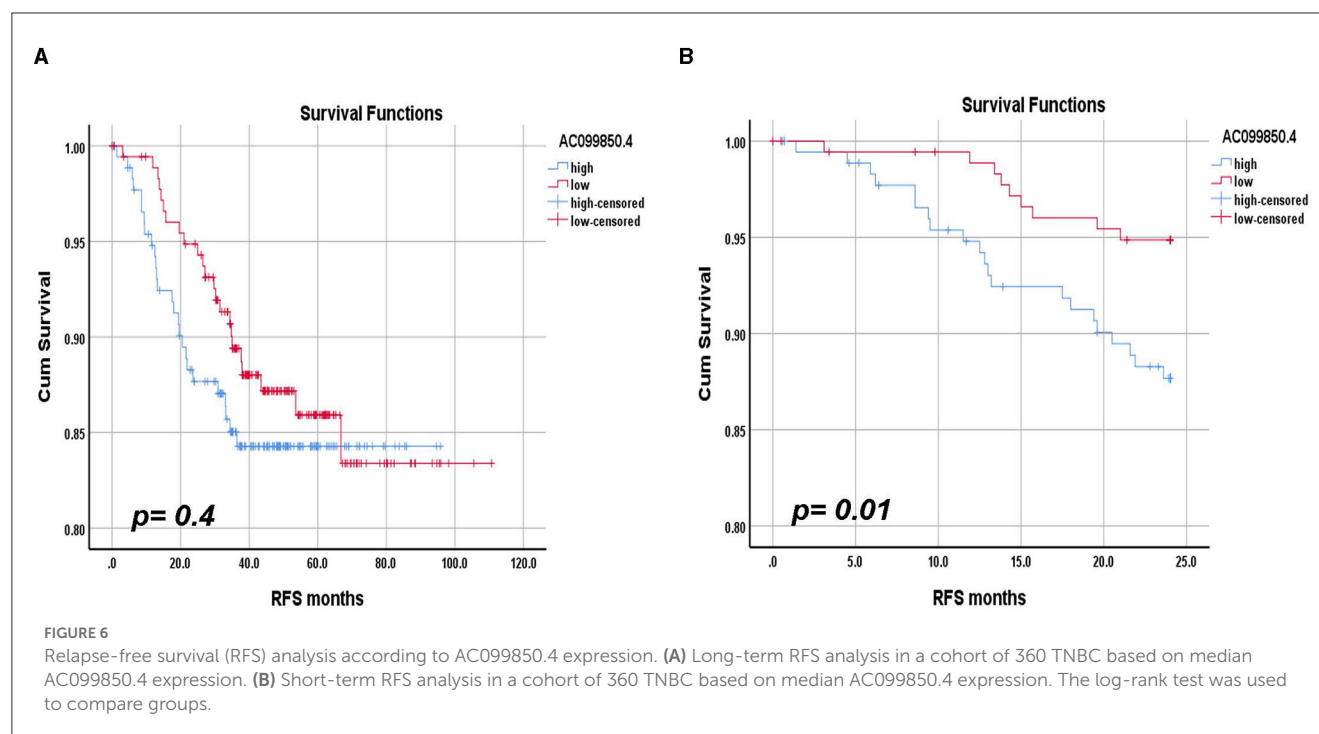 A
Survival Functions
AC099850.4
high
low
high-censored
low-censored
1.00
0.95
0.90
0.85
0.80
Cum Survival
p= 0.4
.0 20.0 40.0 60.0 80.0 100.0 120.0
RFS months
B
Survival Functions
AC099850.4
high
low
high-censored
low-censored
1.00
0.95
0.90
0.85
0.80
Cum Survival
p= 0.01
.0 5.0 10.0 15.0 20.0 25.0
RFS months
FIGURE 6
Relapse-free survival (RFS) analysis according to AC099850.4 expression. (A) Long-term RFS analysis in a cohort of 360 TNBC based on median
AC099850.4 expression. (B) Short-term RFS analysis in a cohort of 360 TNBC based on median AC099850.4 expression. The log-rank test was used
to compare groups.